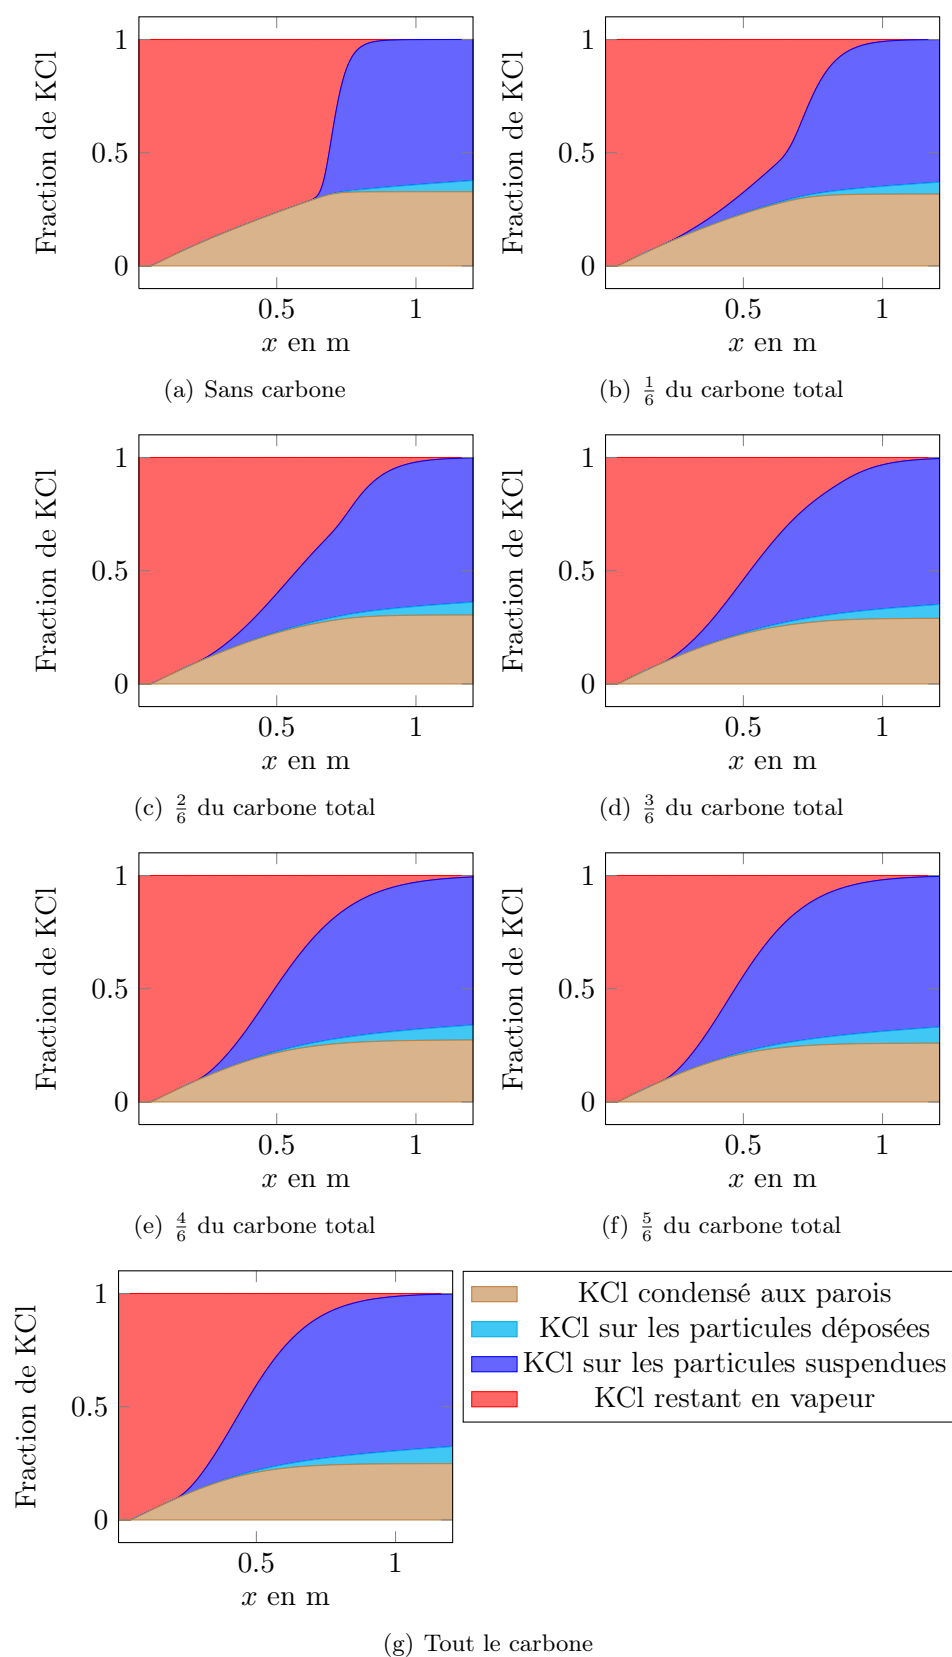 Fraction de KCl
1
0.5
0
0.5 1
x en m
(a) Sans carbone
Fraction de KCl
1
0.5
0
0.5 1
x en m
(b) 1/6 du carbone total
Fraction de KCl
1
0.5
0
0.5 1
x en m
(c) 2/6 du carbone total
Fraction de KCl
1
0.5
0
0.5 1
x en m
(d) 3/6 du carbone total
Fraction de KCl
1
0.5
0
0.5 1
x en m
(e) 4/6 du carbone total
Fraction de KCl
1
0.5
0
0.5 1
x en m
(f) 5/6 du carbone total
Fraction de KCl
1
0.5
0
0.5 1
x en m
KCl condensé aux parois
KCl sur les particules déposées
KCl sur les particules suspendues
KCl restant en vapeur
(g) Tout le carbone